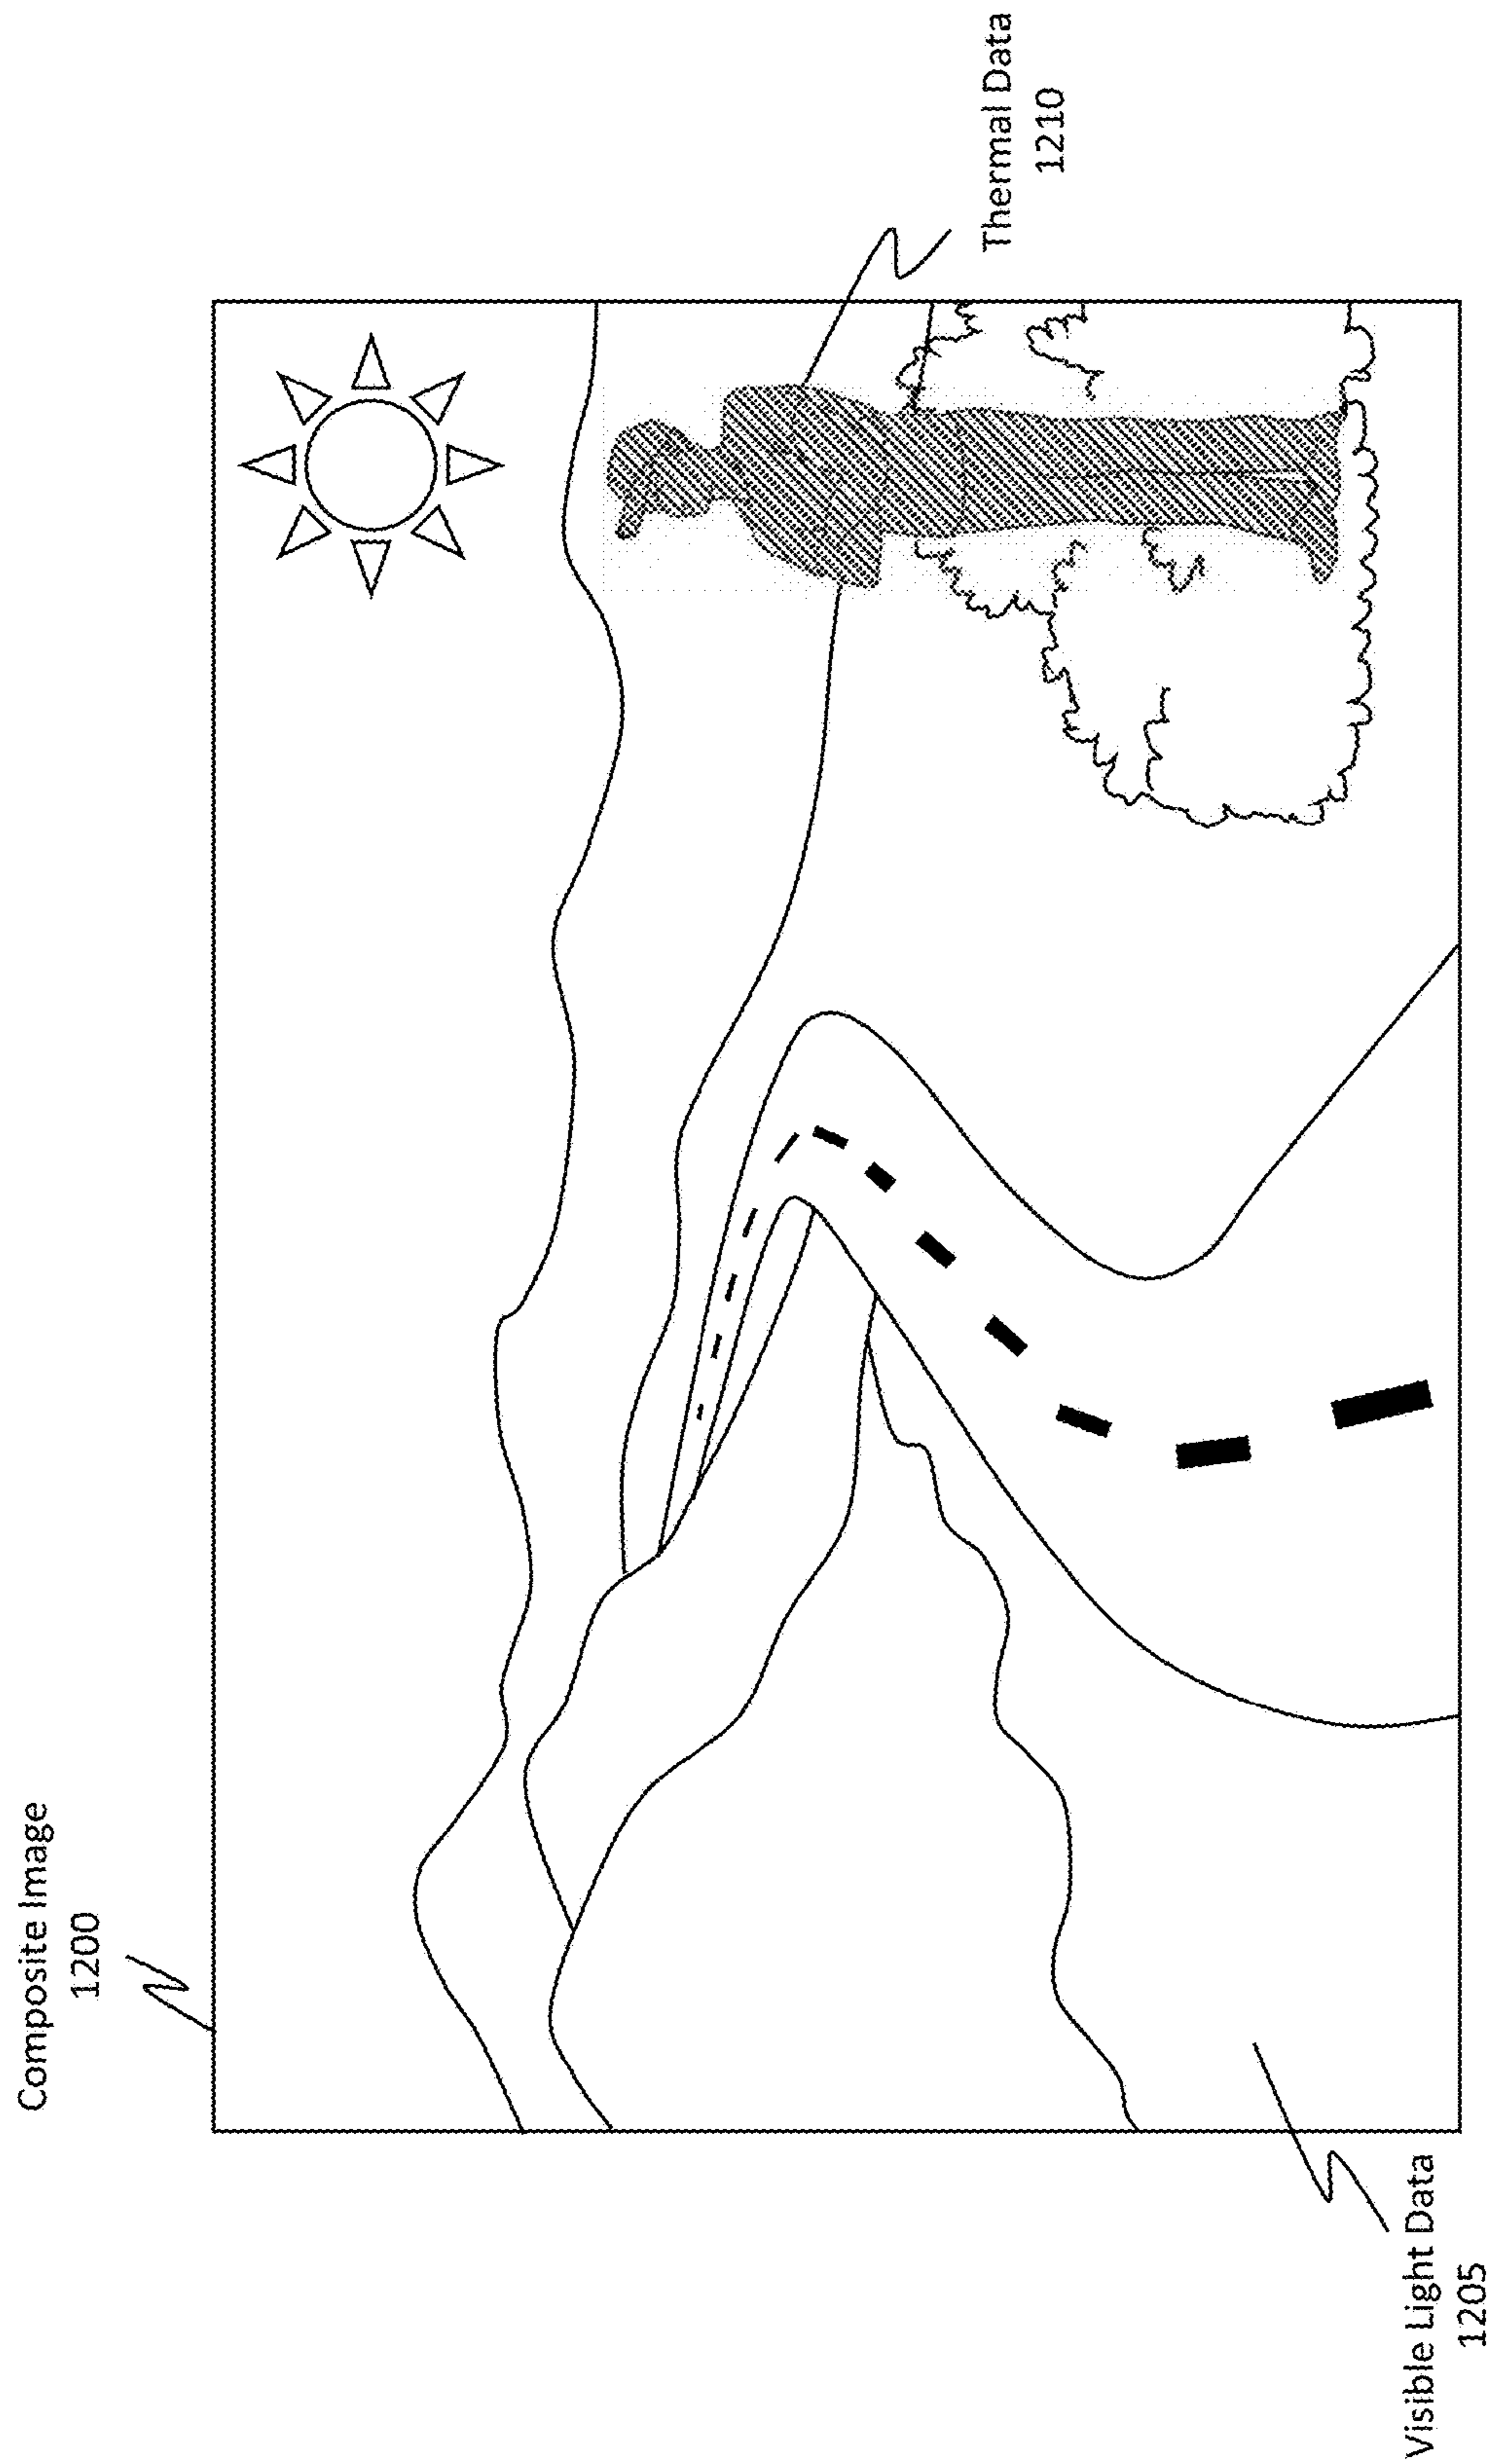 Composite Image
1200
Thermal Data
1210
Visible Light Data
1205